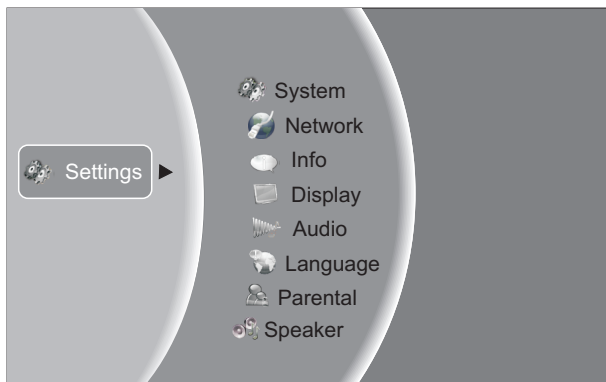 Settings
System
Network
Info
Display
Audio
Language
Parental
Speaker